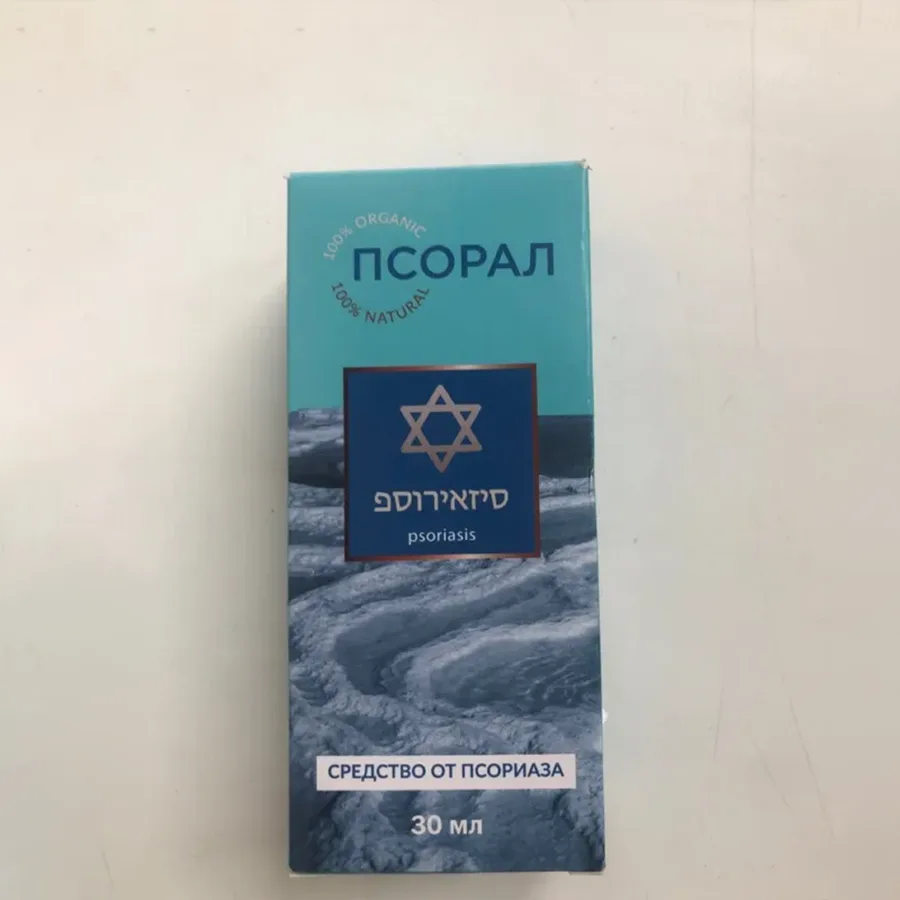 100% ORGANIC
ПСОРАЛ
100% NATURAL
סיזאירוספ
psoriasis
СРЕДСТВО ОТ ПСОРИАЗА
30 мл